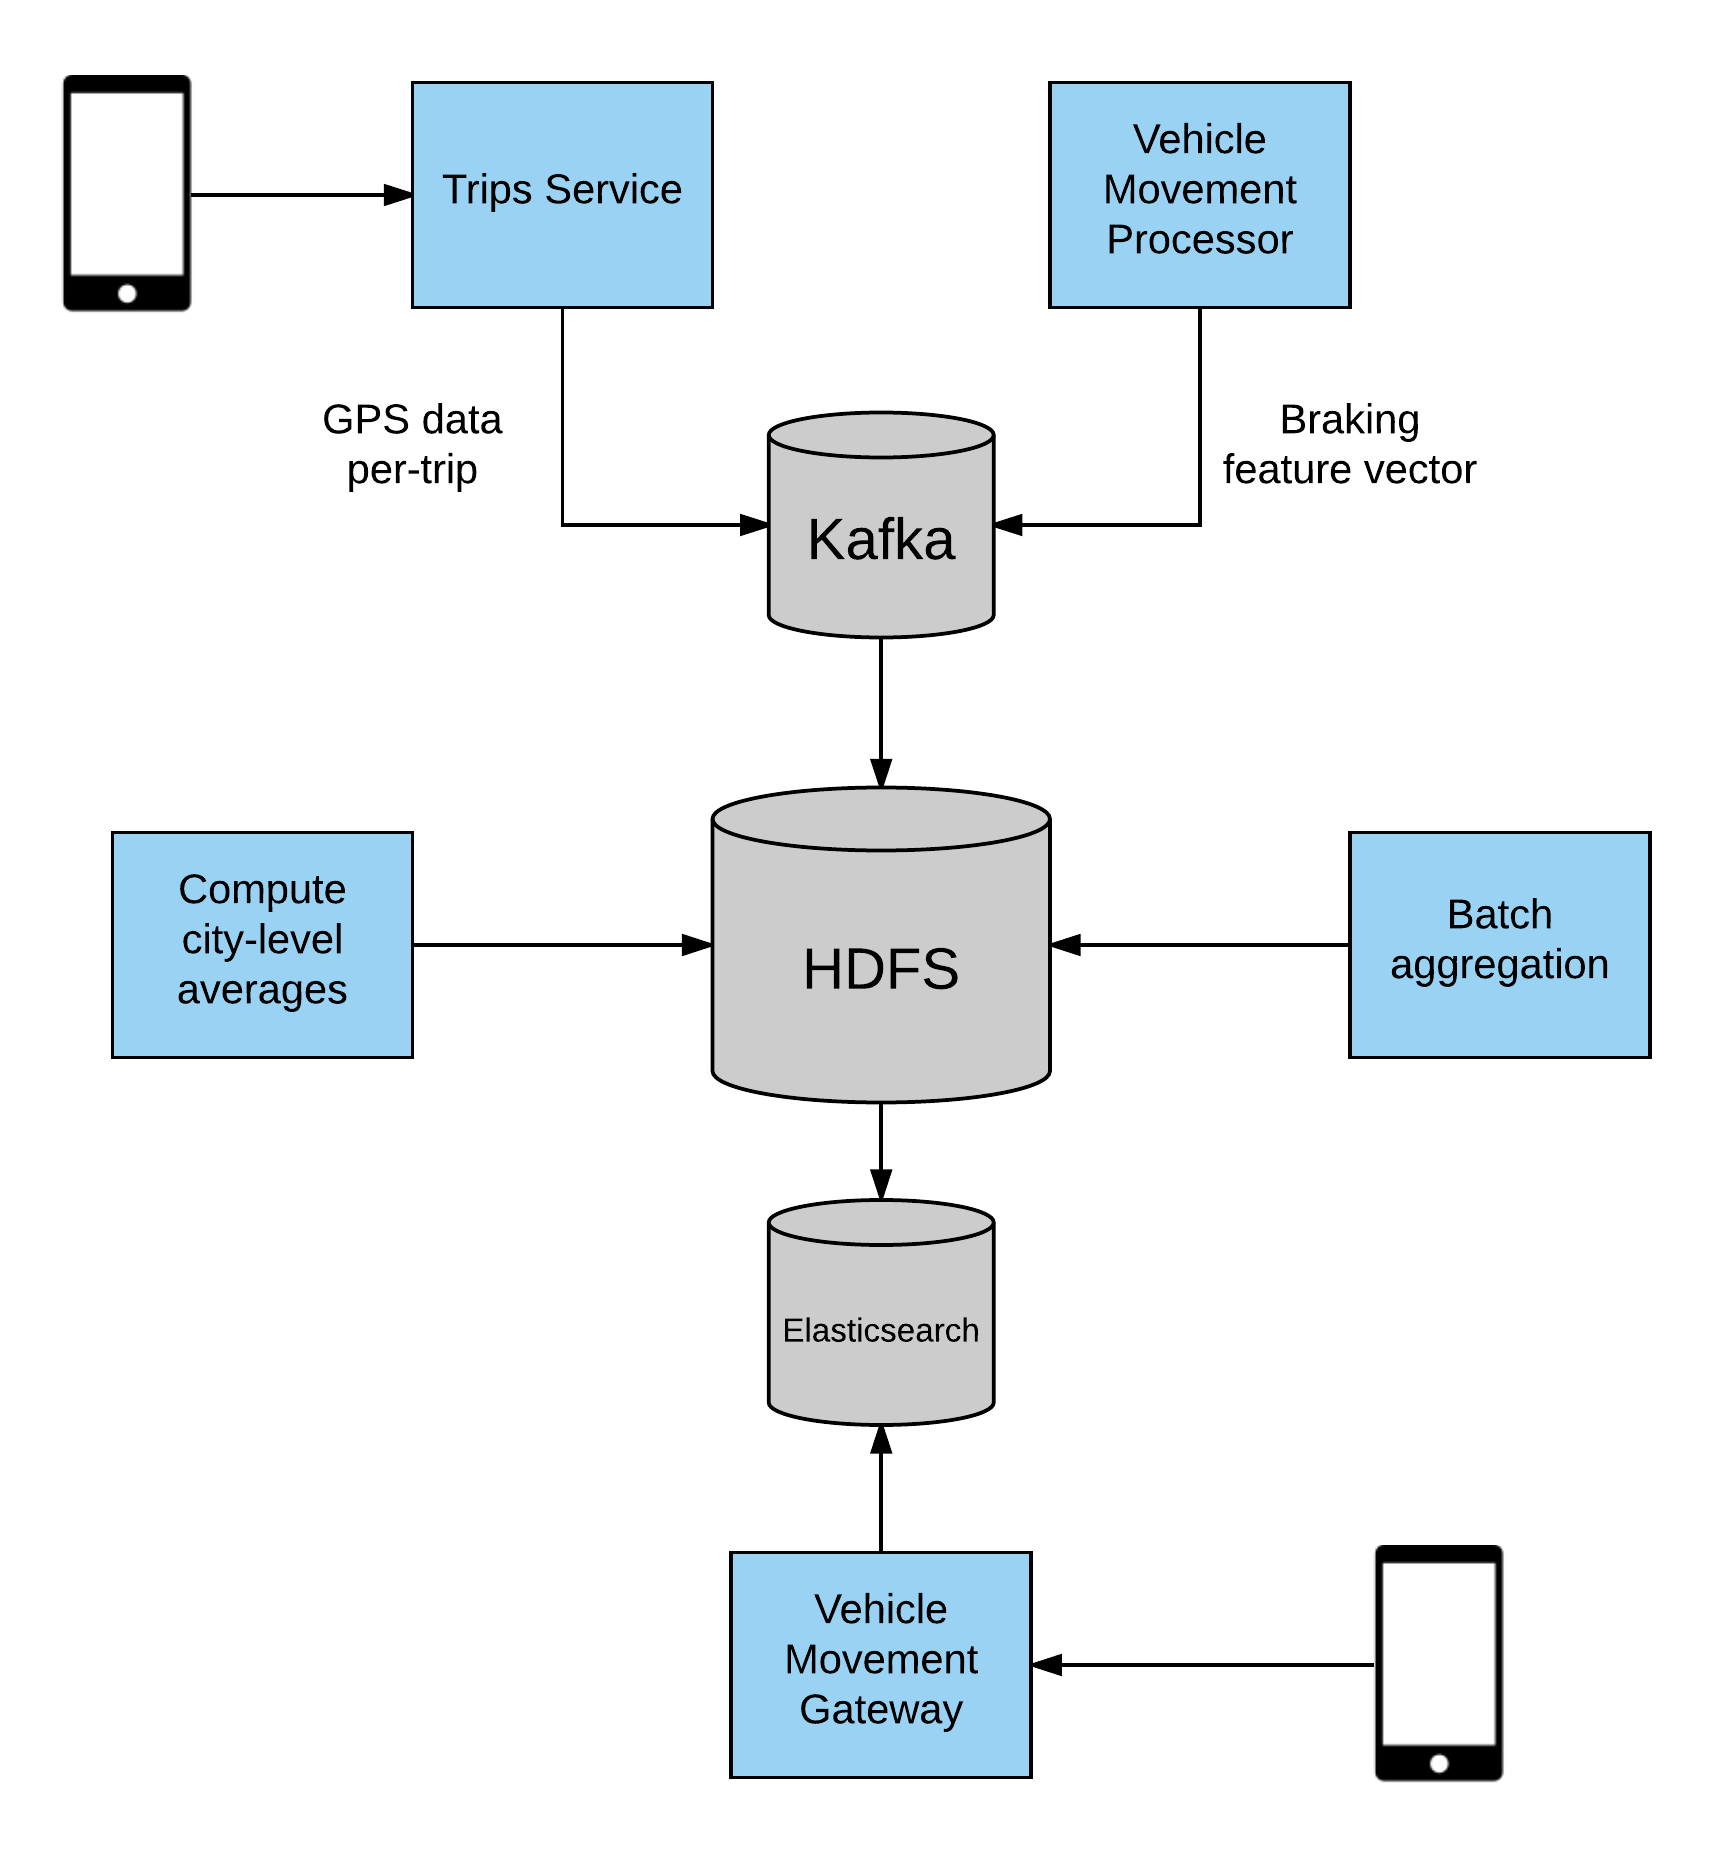 Trips Service
Vehicle
Movement
Processor
GPS data
per-trip
Braking
feature vector
Kafka
Compute
city-level
averages
HDFS
Batch
aggregation
Elasticsearch
Vehicle
Movement
Gateway